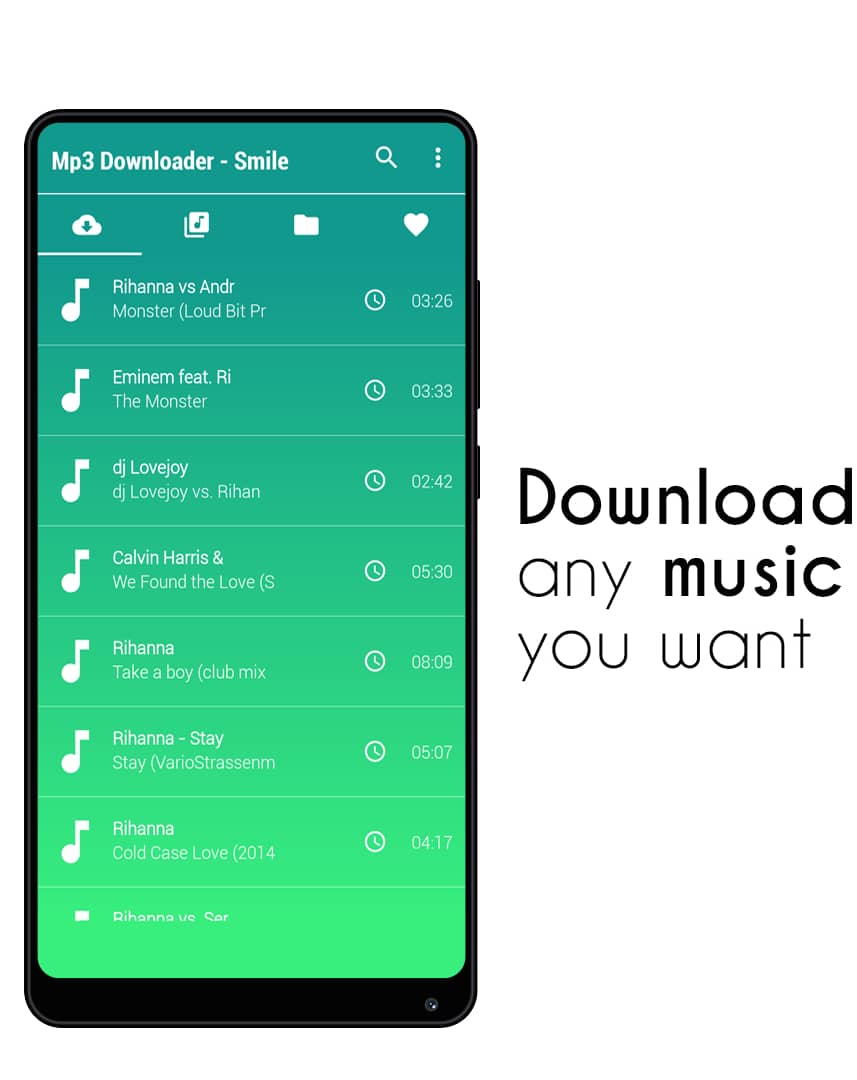 Mp3 Downloader - Smile
Rihanna vs Andr
Monster (Loud Bit Pr
03:26
Eminem feat. Ri
The Monster
03:33
dj Lovejoy
dj Lovejoy vs. Rihan
02:42
Calvin Harris &
We Found the Love (S
05:30
Rihanna
Take a boy (club mix
08:09
Rihanna - Stay
Stay (VarioStrassenm
05:07
Rihanna
Cold Case Love (2014
04:17
Rihanna vs. Ser
Download
any music
you want